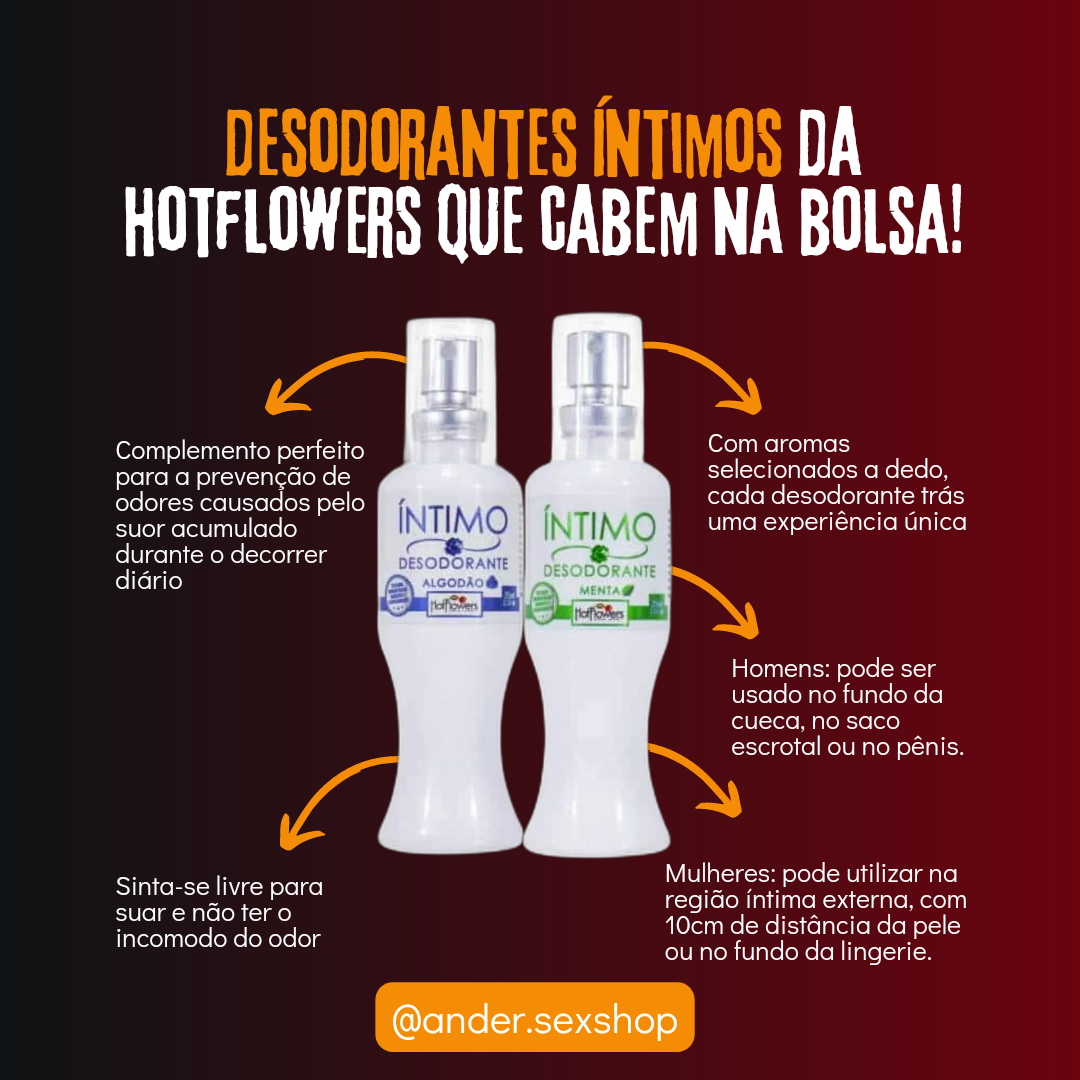 DESODORANTES ÍNTIMOS DA
HOTFLOWERS QUE CABEM NA BOLSA!
Complemento perfeito
para a prevenção de
odores causados pelo
suor acumulado
durante o decorrer
diário
Com aromas
selecionados a dedo,
cada desodorante trás
uma experiência única
ÍNTIMO
DESODORANTE
ALGODÃO
Hotflowers
ÍNTIMO
DESODORANTE
MENTA
Hotflowers
Homens: pode ser
usado no fundo da
cueca, no saco
escrotal ou no pênis.
Sinta-se livre para
suar e não ter o
incomodo do odor
Mulheres: pode utilizar na
região íntima externa, com
10cm de distância da pele
ou no fundo da lingerie.
@ander.sexshop